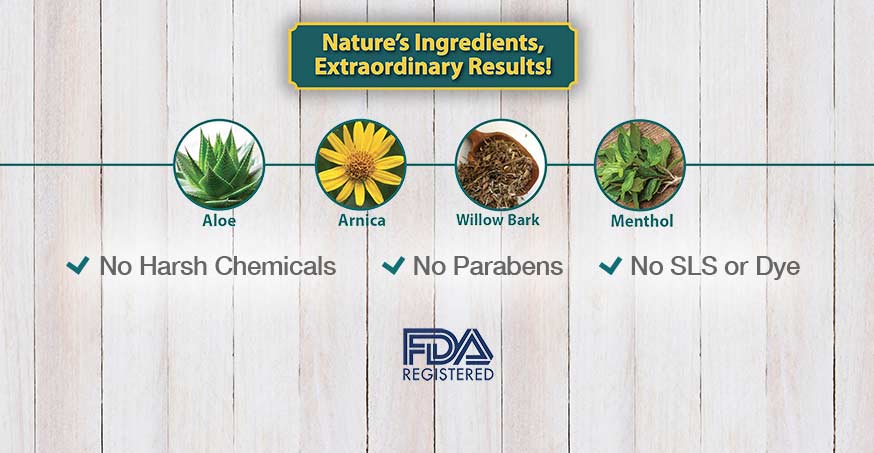 Nature's Ingredients,
Extraordinary Results!
Aloe
Arnica
Willow Bark
Menthol
No Harsh Chemicals
No Parabens
No SLS or Dye
FDA
REGISTERED